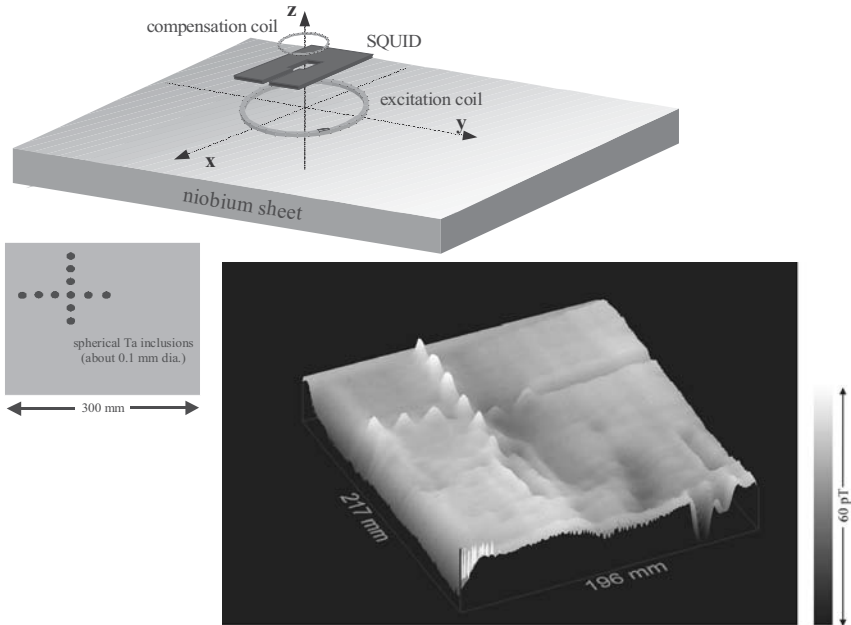 z
compensation coil
SQUID
excitation coil
y
x
niobium sheet
spherical Ta inclusions
(about 0.1 mm dia.)
300 mm
217 mm
196 mm
60 pT